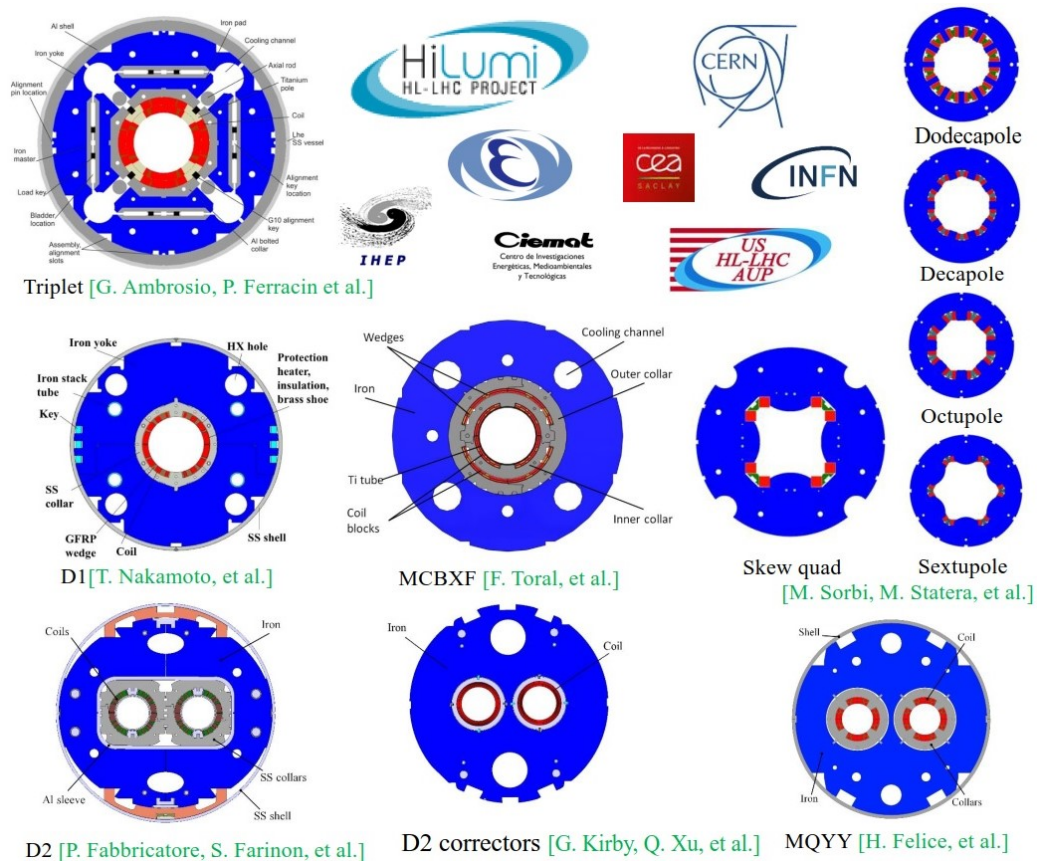 Al shell
Iron pad
Iron yoke
Cooling channel
Axial rod
Alignment
pin location
Titanium
pole
Coil
Lhe
SS vessel
Iron
master
Alignment
key
location
Load key
Bladder
location
G10 alignment
key
Assembly,
alignment
slots
Al bolted
collar
Triplet [G. Ambrosio, P. Ferracin et al.]
HiLumi
HL-LHC PROJECT
CERN
cea
SACLAY
INFN
IHEP
Ciemat
Centro de Investigaciones
Energéticas, Medioambientales
y Tecnológicas
US
HL-LHC
AUP
Dodecapole
Decapole
Octupole
Sextupole
Iron yoke
HX hole
Protection
heater,
insulation,
brass shoe
Iron stack
tube
Key
SS
collar
GFRP
wedge
Coil
SS shell
D1[T. Nakamoto, et al.]
Wedges
Cooling channel
Iron
Outer collar
Ti tube
Coil
blocks
Inner collar
MCBXF [F. Toral, et al.]
Skew quad
[M. Sorbi, M. Statera, et al.]
Coils
Iron
SS collars
Al sleeve
SS shell
D2 [P. Fabbricatore, S. Farinon, et al.]
Iron
Coil
D2 correctors [G. Kirby, Q. Xu, et al.]
Shell
Coil
Iron
Collars
MQYY [H. Felice, et al.]